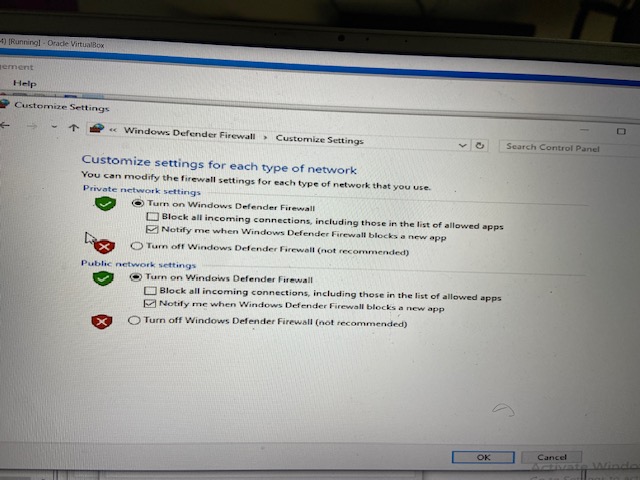 4) [Running] - Oracle VirtualBox
Help
Customize Settings
« Windows Defender Firewall > Customize Settings
Search Control Panel
Customize settings for each type of network
You can modify the firewall settings for each type of network that you use.
Private network settings
Turn on Windows Defender Firewall
Block all incoming connections, including those in the list of allowed apps
Notify me when Windows Defender Firewall blocks a new app
Turn off Windows Defender Firewall (not recommended)
Public network settings
Turn on Windows Defender Firewall
Block all incoming connections, including those in the list of allowed apps
Notify me when Windows Defender Firewall blocks a new app
Turn off Windows Defender Firewall (not recommended)
OK Cancel
Activate Windo